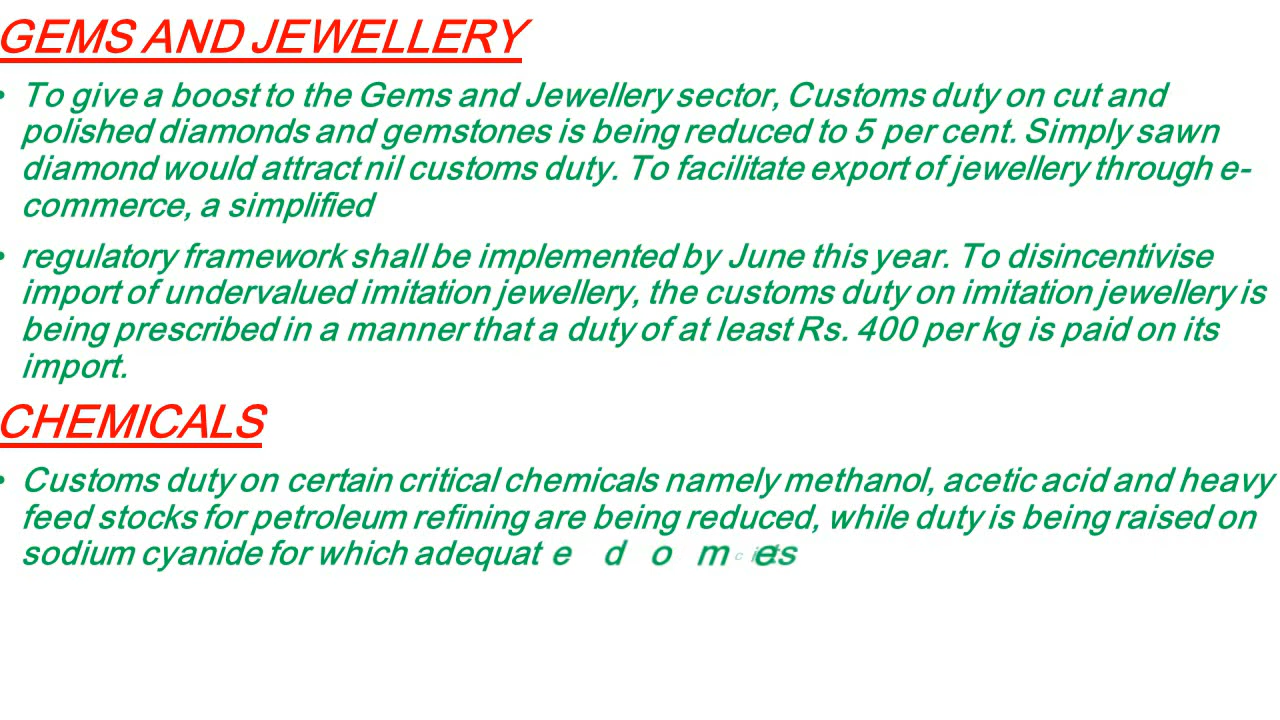 GEMS AND JEWELLERY
• To give a boost to the Gems and Jewellery sector, Customs duty on cut and
polished diamonds and gemstones is being reduced to 5 per cent. Simply sawn
diamond would attract nil customs duty. To facilitate export of jewellery through e-
commerce, a simplified
• regulatory framework shall be implemented by June this year. To disincentivise
import of undervalued imitation jewellery, the customs duty on imitation jewellery is
being prescribed in a manner that a duty of at least Rs. 400 per kg is paid on its
import.
CHEMICALS
• Customs duty on certain critical chemicals namely methanol, acetic acid and heavy
feed stocks for petroleum refining are being reduced, while duty is being raised on
sodium cyanide for which adequate